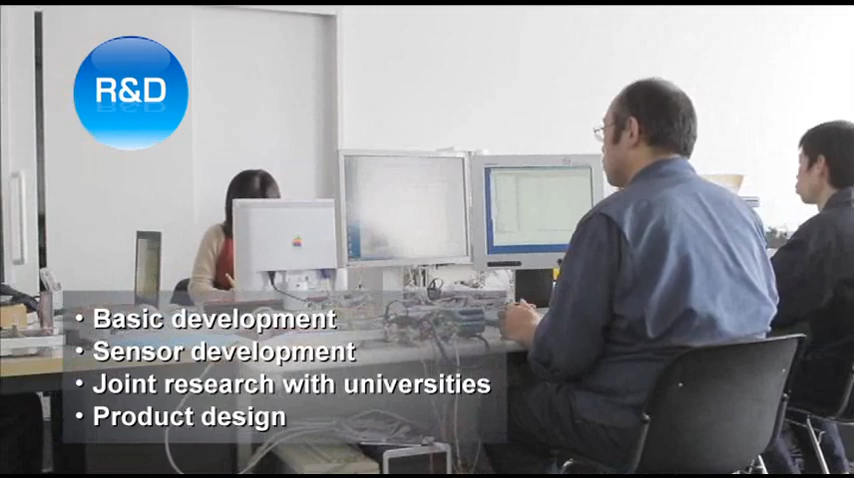 R&D
• Basic development
• Sensor development
• Joint research with universities
• Product design